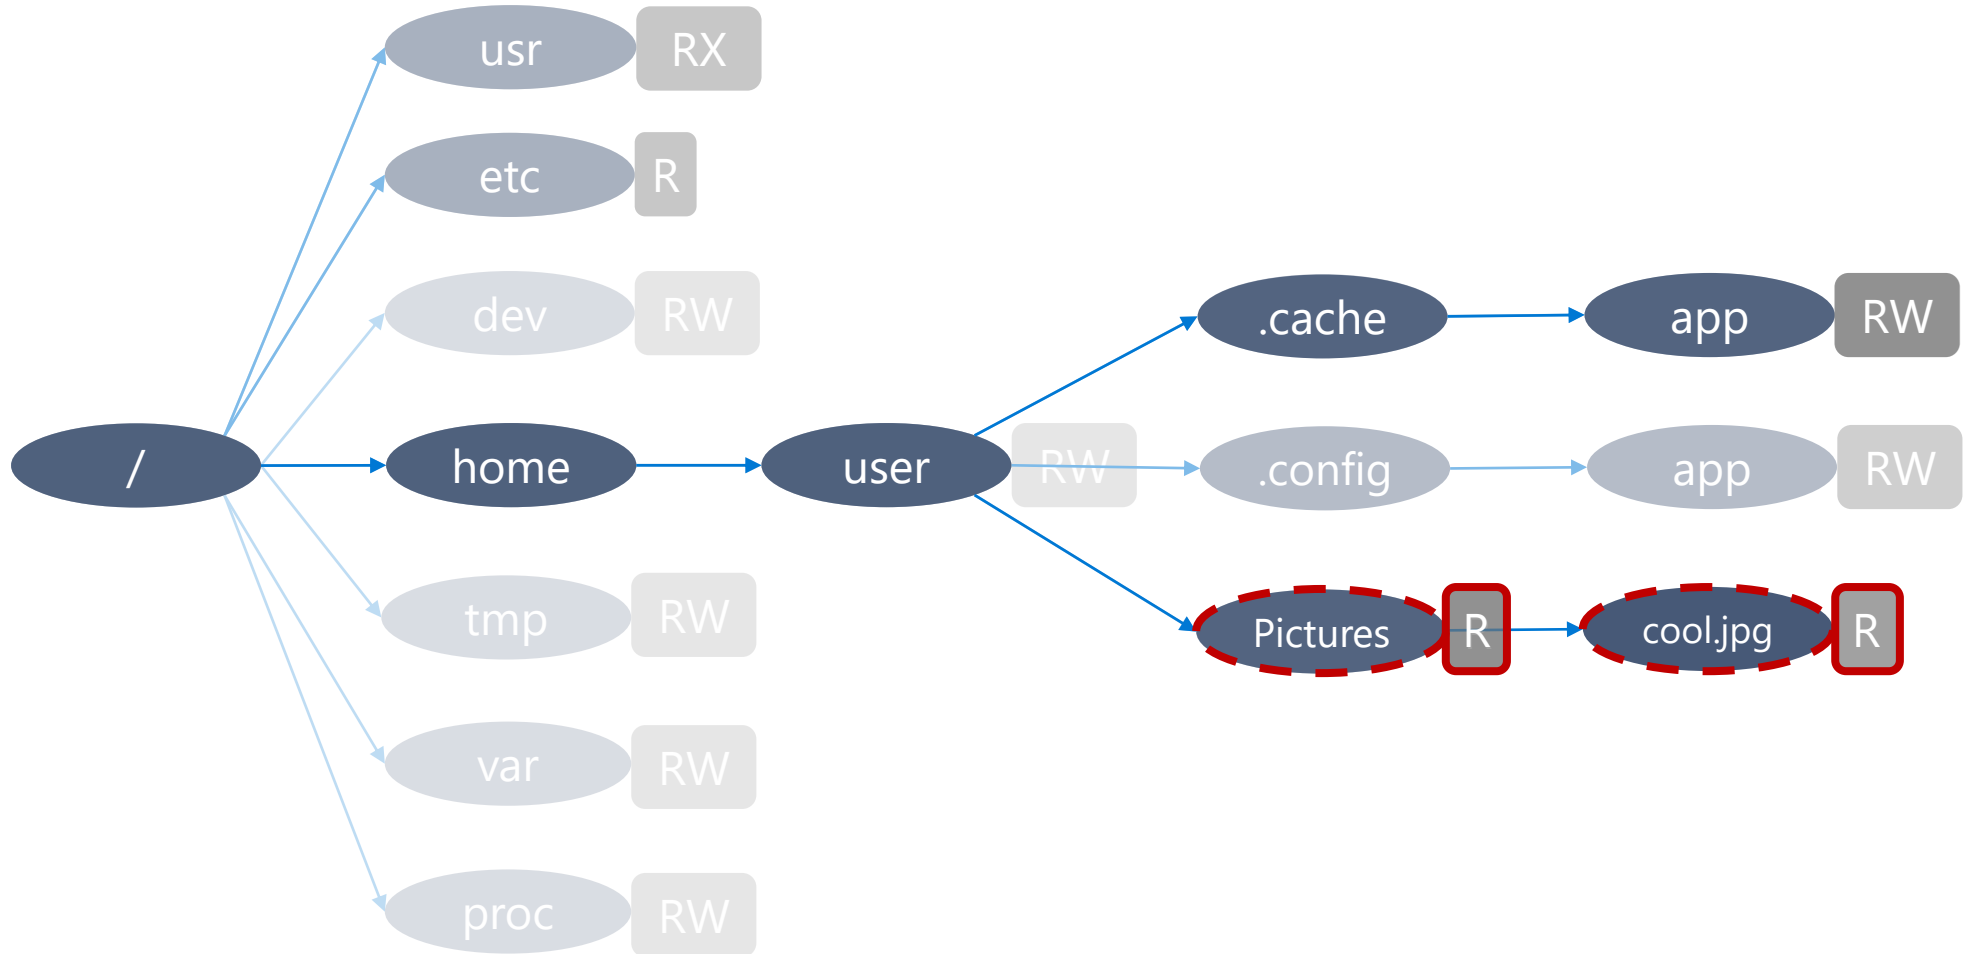 usr RX
etc R
dev RW
.cache app RW
/ home user RW .config app RW
tmp RW
Pictures R cool.jpg R
var RW
proc RW